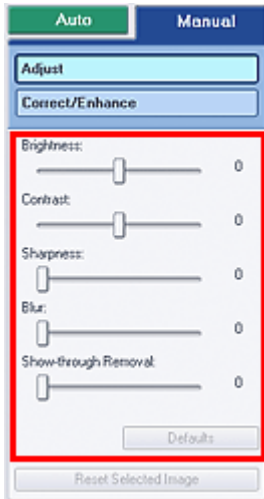 Auto Manual
Adjust
Correct/Enhance
Brightness:
0
Contrast:
0
Sharpness:
0
Blur:
0
Show-through Removal:
0
Defaults
Reset Selected Image